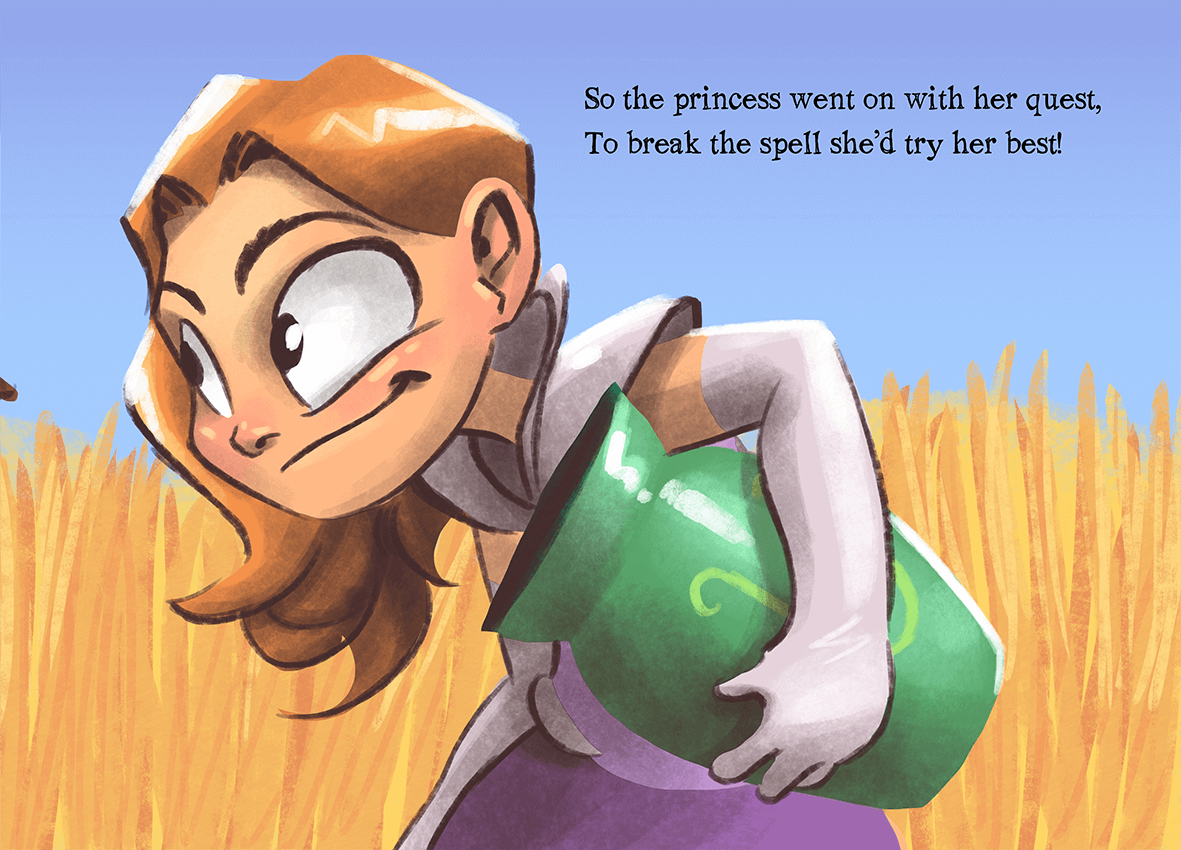 So the princess went on with her quest,
To break the spell she'd try her best!